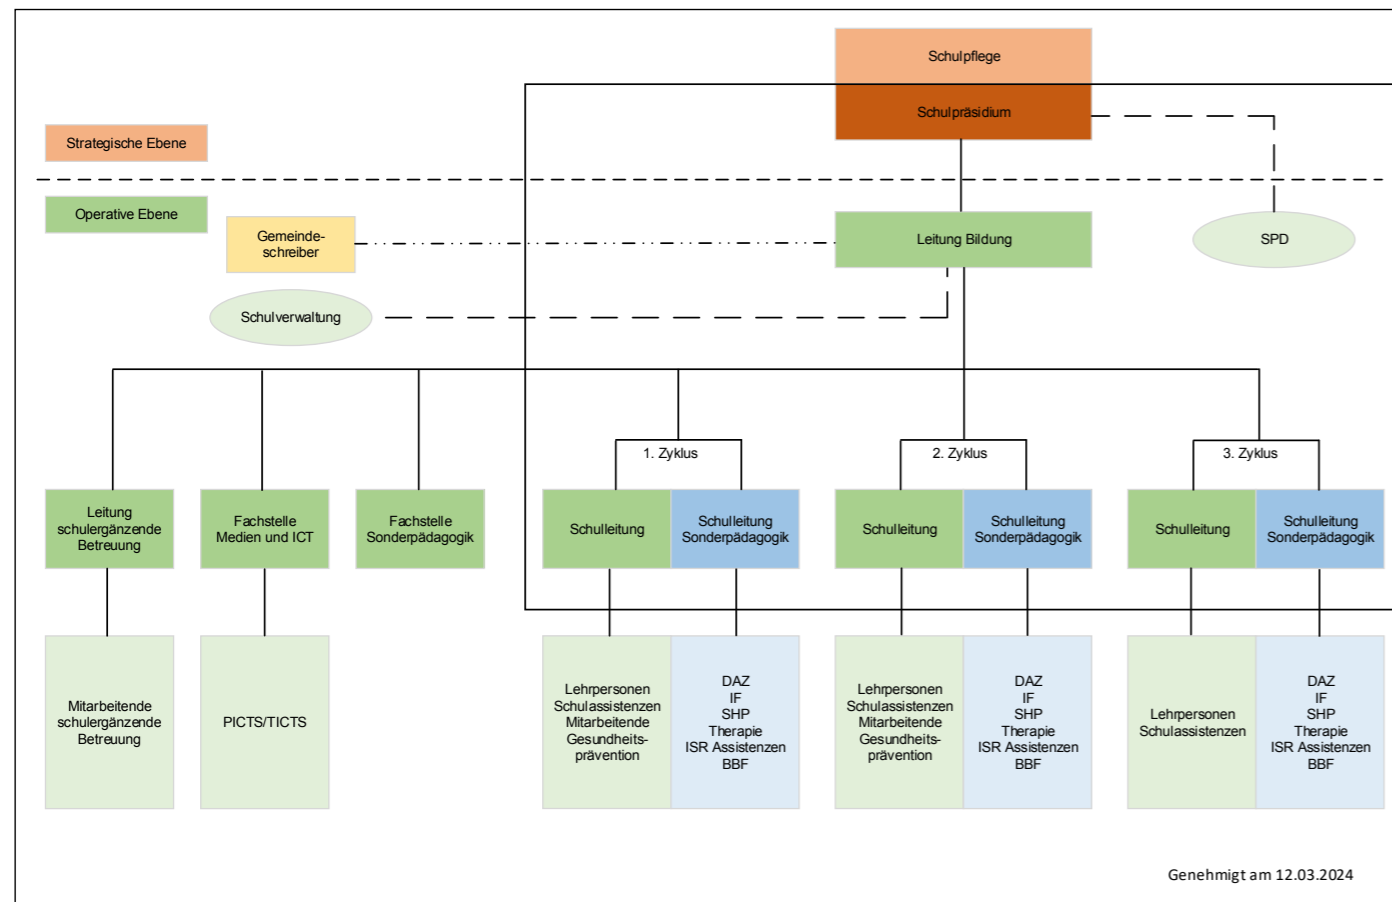 Schulpflege
Schulpräsidium
Strategische Ebene
Operative Ebene
Gemeinde-
schreiber
Leitung Bildung
SPD
Schulverwaltung
1. Zyklus
2. Zyklus
3. Zyklus
Leitung
schulergänzende
Betreuung
Fachstelle
Medien und ICT
Fachstelle
Sonderpädagogik
Schulleitung
Schulleitung
Sonderpädagogik
Schulleitung
Schulleitung
Sonderpädagogik
Schulleitung
Schulleitung
Sonderpädagogik
Mitarbeitende
schulergänzende
Betreuung
PICTS/TICTS
Lehrpersonen
Schulassistenzen
Mitarbeitende
Gesundheits-
prävention
DAZ
IF
SHP
Therapie
ISR Assistenzen
BBF
Lehrpersonen
Schulassistenzen
Mitarbeitende
Gesundheits-
prävention
DAZ
IF
SHP
Therapie
ISR Assistenzen
BBF
Lehrpersonen
Schulassistenzen
DAZ
IF
SHP
Therapie
ISR Assistenzen
BBF
Genehmigt am 12.03.2024